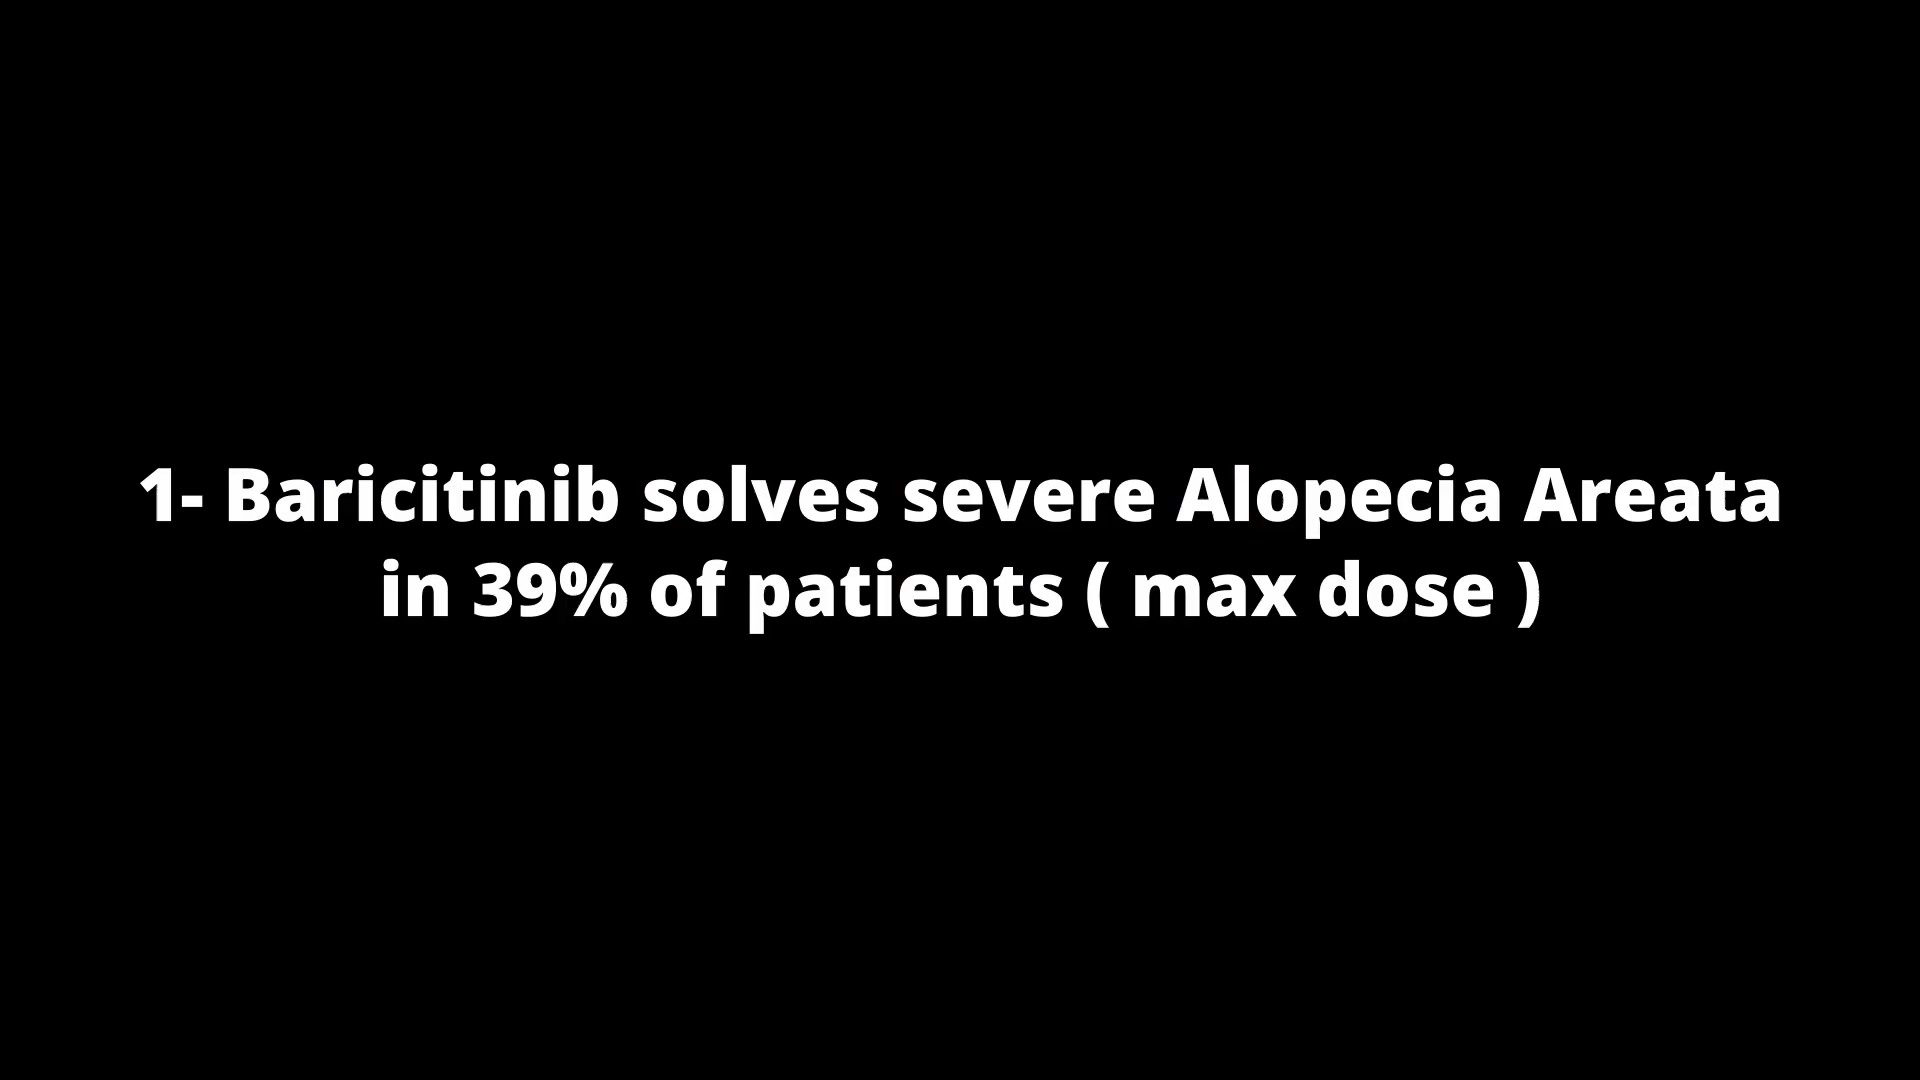 1- Baricitinib solves severe Alopecia Areata
in 39% of patients ( max dose )